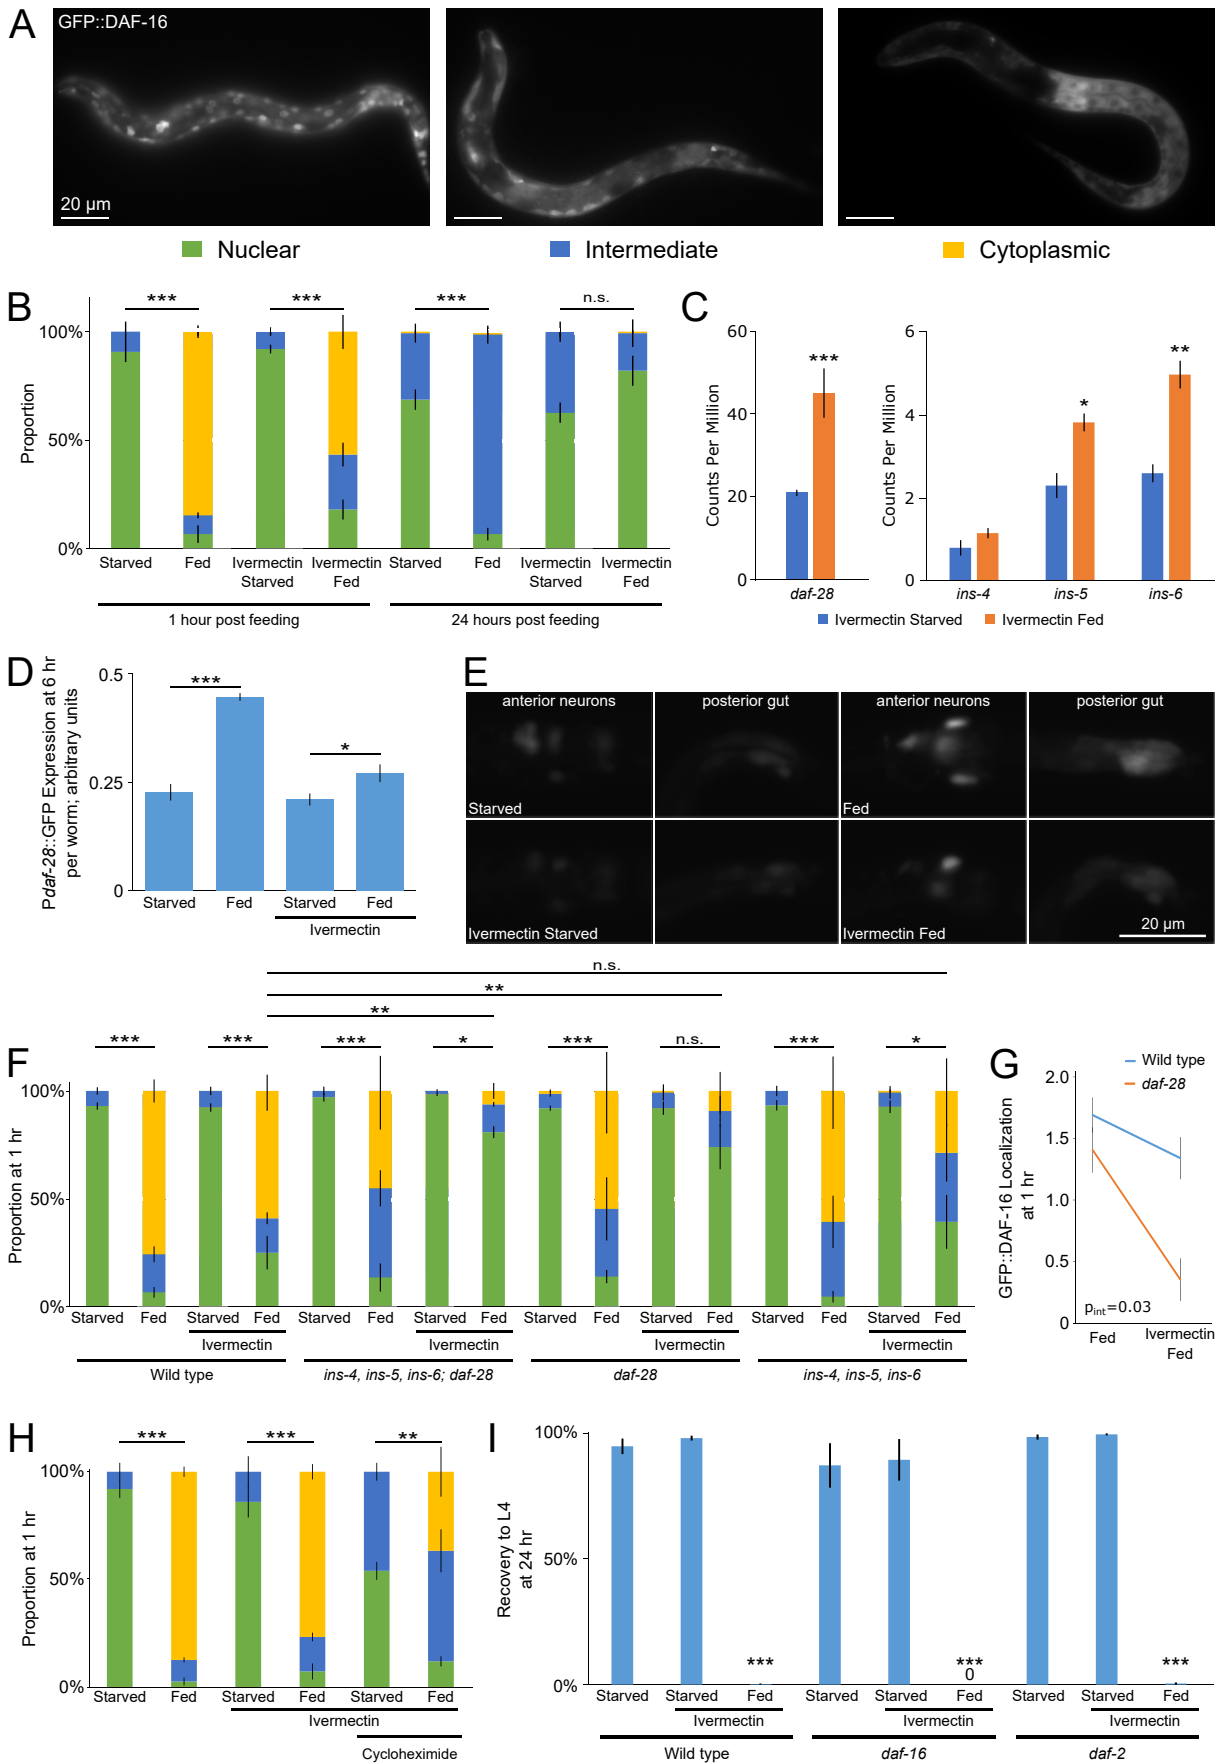 A
GFP::DAF-16
20 µm
Nuclear
Intermediate
Cytoplasmic
B
Proportion
100%
50%
0%
***
***
***
n.s.
Starved
Fed
Ivermectin
Starved
Ivermectin
Fed
Starved
Fed
Ivermectin
Starved
Ivermectin
Fed
1 hour post feeding
24 hours post feeding
C
Counts Per Million
60
40
20
0
***
daf-28
Counts Per Million
6
4
2
0
*
**
ins-4
ins-5
ins-6
Ivermectin Starved
Ivermectin Fed
D
Pdaf-28::GFP Expression at 6 hr
per worm; arbitrary units
0.5
0.25
0
***
*
Starved
Fed
Starved
Fed
Ivermectin
E
anterior neurons
posterior gut
anterior neurons
posterior gut
Starved
Fed
Ivermectin Starved
Ivermectin Fed
20 µm
F
n.s.
**
**
***
***
***
*
***
n.s.
***
*
Proportion at 1 hr
100%
50%
0%
Starved
Fed
Starved
Fed
Starved
Fed
Starved
Fed
Starved
Fed
Starved
Fed
Starved
Fed
Starved
Fed
Ivermectin
Ivermectin
Ivermectin
Ivermectin
Wild type
ins-4, ins-5, ins-6; daf-28
daf-28
ins-4, ins-5, ins-6
G
Wild type
daf-28
GFP::DAF-16 Localization
at 1 hr
2.0
1.5
1.0
0.5
0
pint=0.03
Fed
Ivermectin
Fed
H
Proportion at 1 hr
100%
50%
0%
***
***
**
Starved
Fed
Starved
Fed
Starved
Fed
Ivermectin
Cycloheximide
I
Recovery to L4
at 24 hr
100%
50%
0%
***
***
0
***
Starved
Starved
Fed
Starved
Starved
Fed
Starved
Starved
Fed
Ivermectin
Ivermectin
Ivermectin
Wild type
daf-16
daf-2